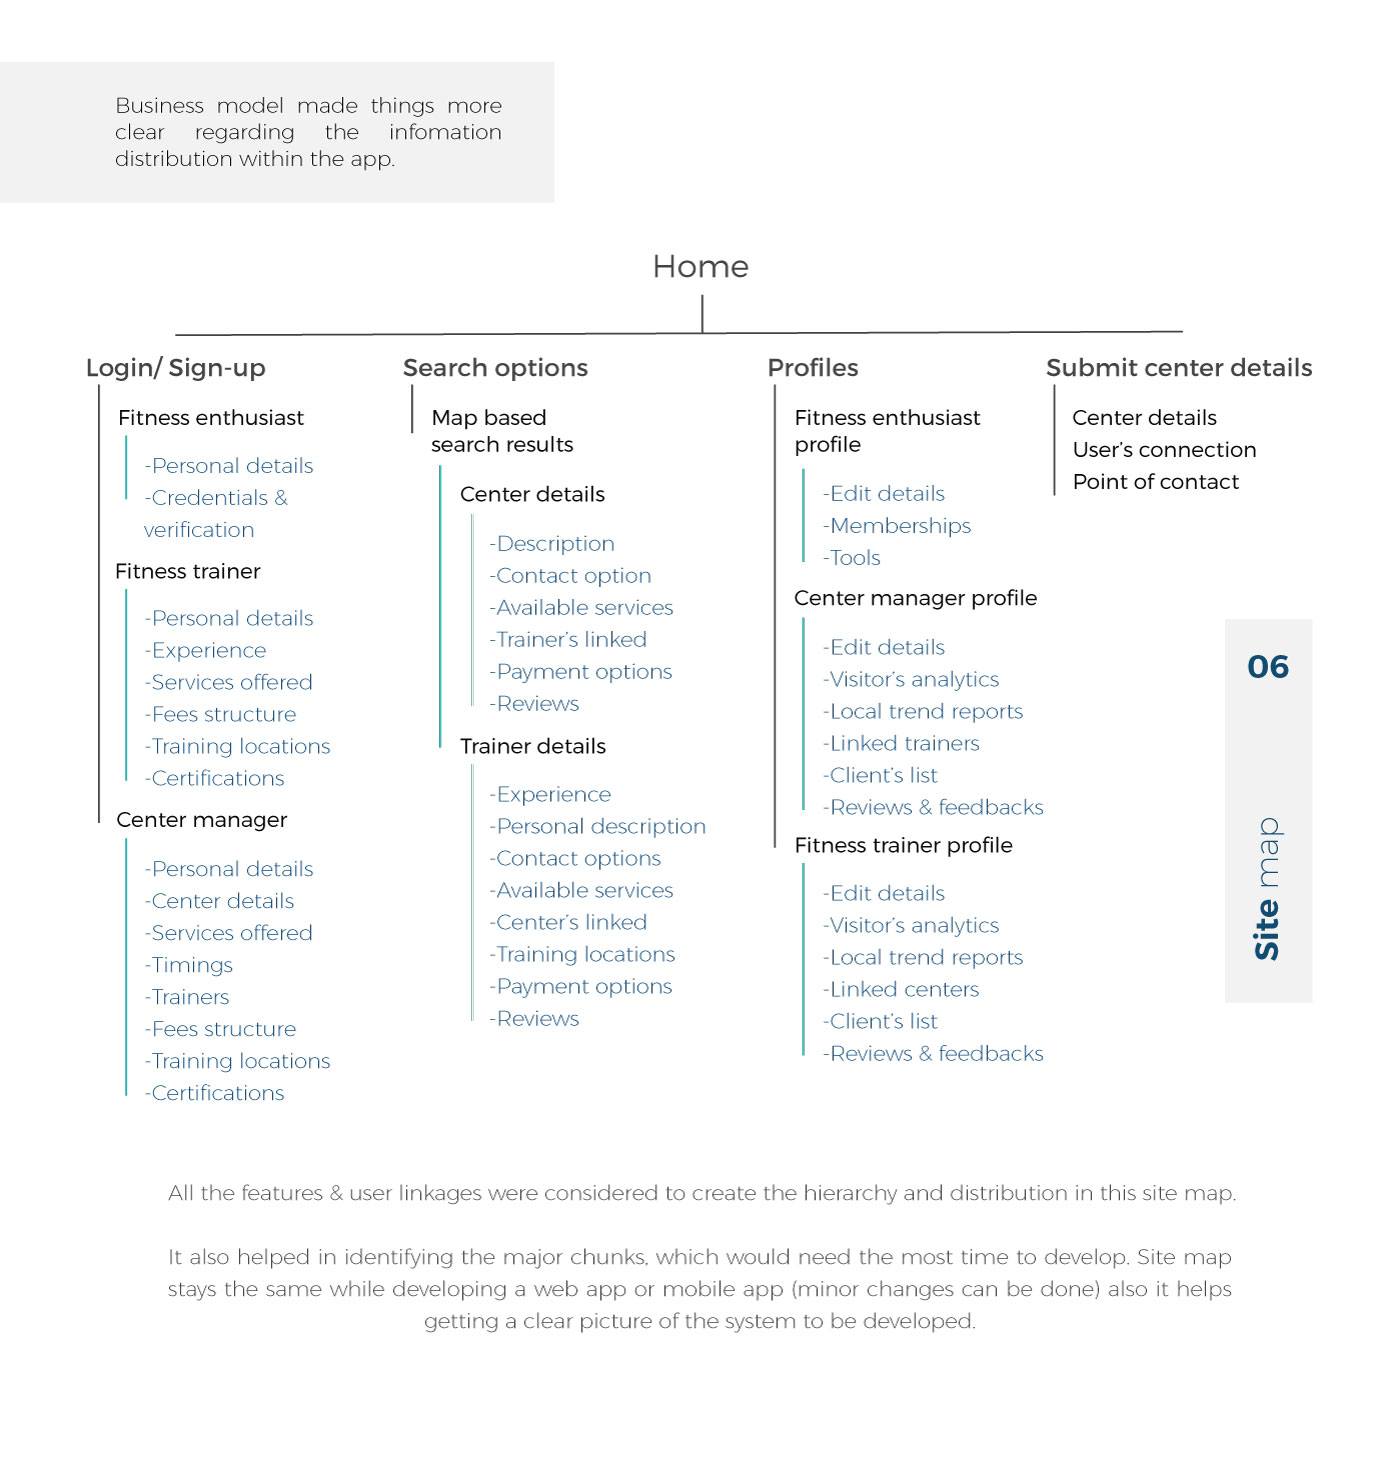 Business model made things more
clear regarding the infomation
distribution within the app.
Home
Login/ Sign-up
Fitness enthusiast
-Personal details
-Credentials &
verification
Fitness trainer
-Personal details
-Experience
-Services offered
-Fees structure
-Training locations
-Certifications
Center manager
-Personal details
-Center details
-Services offered
-Timings
-Trainers
-Fees structure
-Training locations
-Certifications
Search options
Map based
search results
Center details
-Description
-Contact option
-Available services
-Trainer's linked
-Payment options
-Reviews
Trainer details
-Experience
-Personal description
-Contact options
-Available services
-Center's linked
-Training locations
-Payment options
-Reviews
Profiles
Fitness enthusiast
profile
-Edit details
-Memberships
-Tools
Center manager profile
-Edit details
-Visitor's analytics
-Local trend reports
-Linked trainers
-Client's list
-Reviews & feedbacks
Fitness trainer profile
-Edit details
-Visitor's analytics
-Local trend reports
-Linked centers
-Client's list
-Reviews & feedbacks
Submit center details
Center details
User's connection
Point of contact
06
Site map
All the features & user linkages were considered to create the hierarchy and distribution in this site map.
It also helped in identifying the major chunks, which would need the most time to develop. Site map
stays the same while developing a web app or mobile app (minor changes can be done) also it helps
getting a clear picture of the system to be developed.